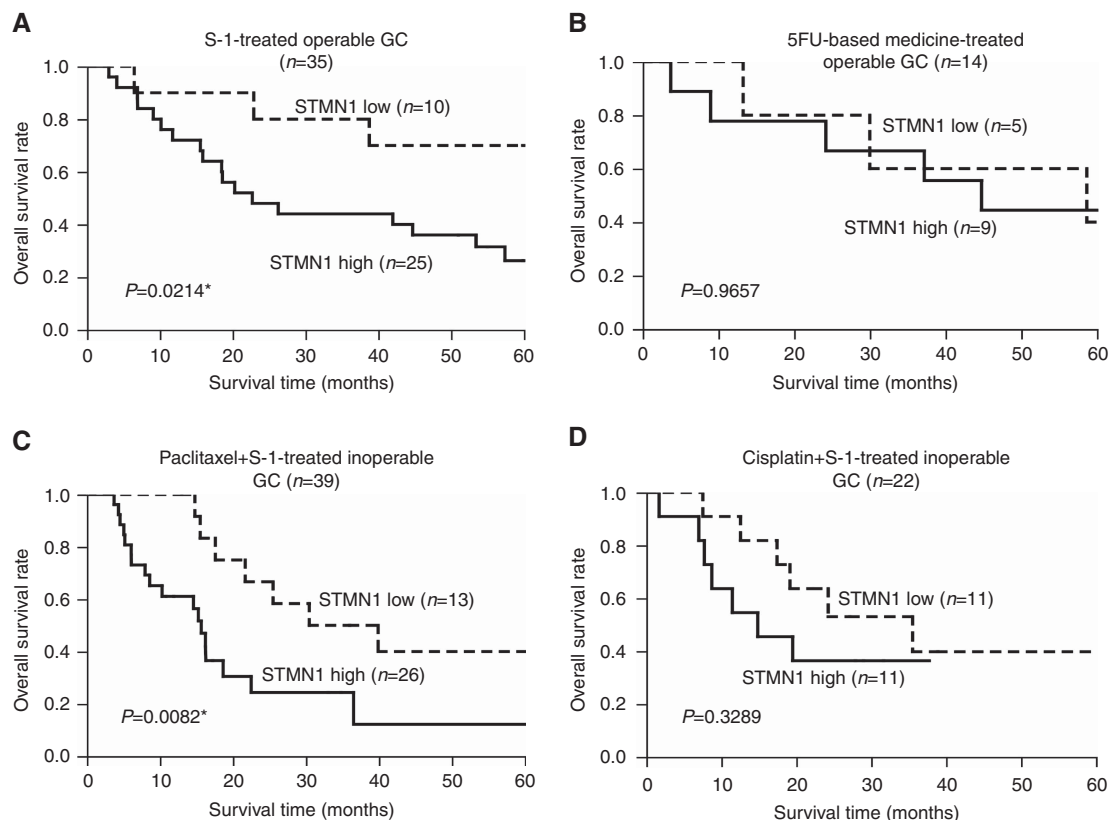 A
S-1-treated operable GC
(n=35)
1.0
0.8
0.6
0.4
0.2
0.0
Overall survival rate
STMN1 low (n=10)
STMN1 high (n=25)
P=0.0214*
0 10 20 30 40 50 60
Survival time (months)
B
5FU-based medicine-treated
operable GC (n=14)
1.0
0.8
0.6
0.4
0.2
0.0
Overall survival rate
STMN1 low (n=5)
STMN1 high (n=9)
P=0.9657
0 10 20 30 40 50 60
Survival time (months)
C
Paclitaxel+S-1-treated inoperable
GC (n=39)
1.0
0.8
0.6
0.4
0.2
0.0
Overall survival rate
STMN1 low (n=13)
STMN1 high (n=26)
P=0.0082*
0 10 20 30 40 50 60
Survival time (months)
D
Cisplatin+S-1-treated inoperable
GC (n=22)
1.0
0.8
0.6
0.4
0.2
0.0
Overall survival rate
STMN1 low (n=11)
STMN1 high (n=11)
P=0.3289
0 10 20 30 40 50 60
Survival time (months)